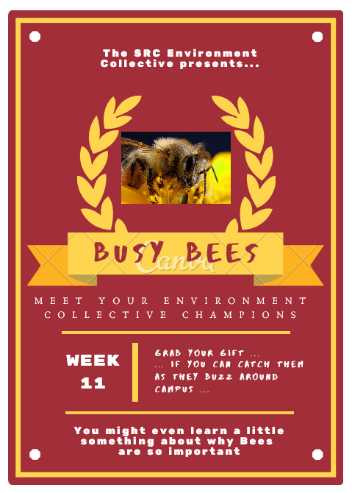 The SRC Environment
Collective presents...
BUSY BEES
Canva
MEET YOUR ENVIRONMENT
COLLECTIVE CHAMPIONS
WEEK
11
GRAB YOUR GIFT ...
... IF YOU CAN CATCH THEM
AS THEY BUZZ AROUND
CAMPUS ...
You might even learn a little
something about why Bees
are so important